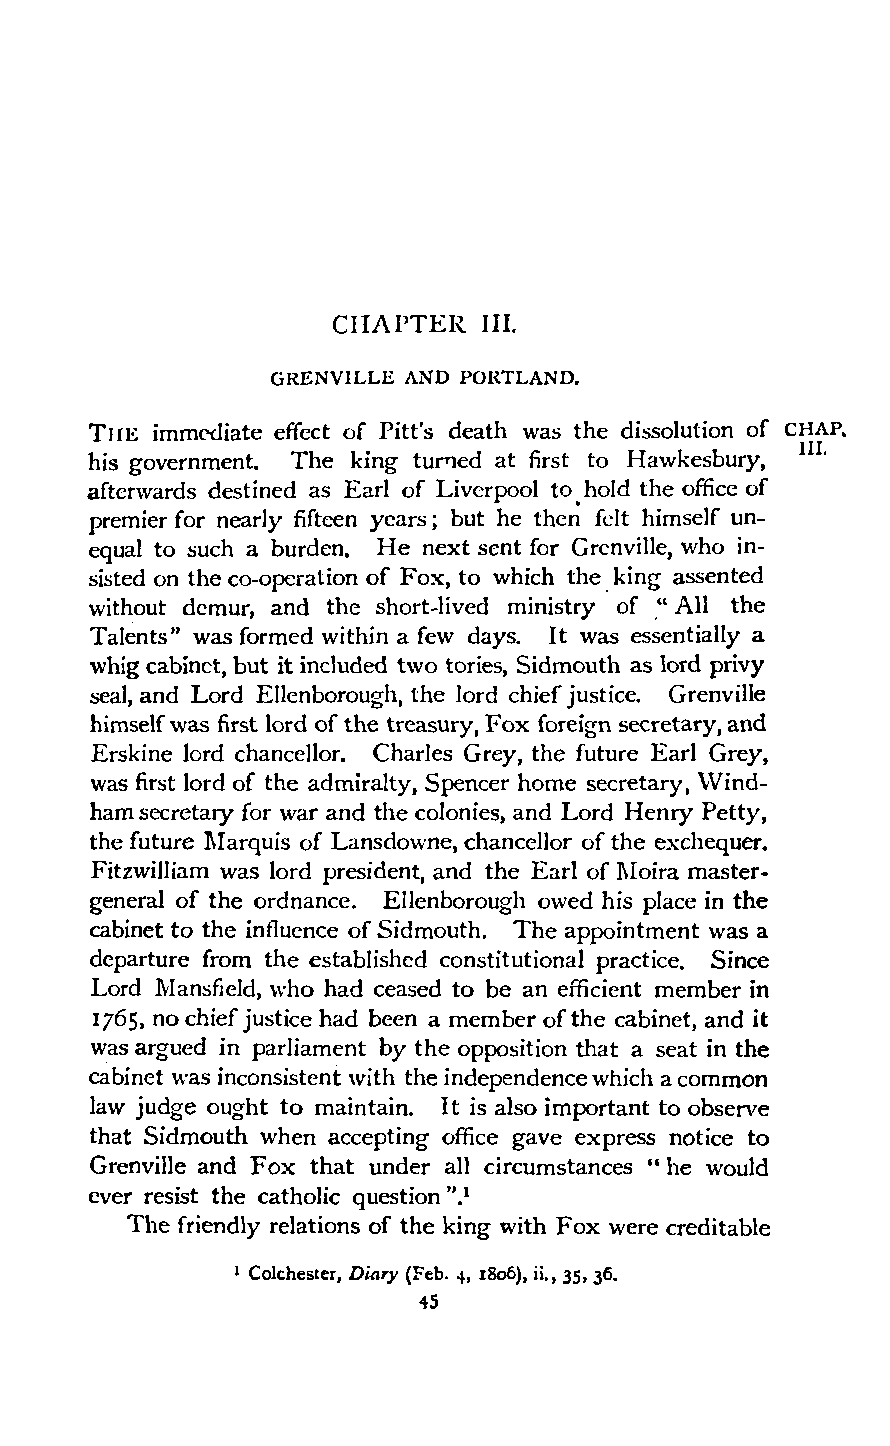 CHAPTER III.
GRENVILLE AND PORTLAND.
THE immediate effect of Pitt's death was the dissolution of
his government. The king turned at first to Hawkesbury,
afterwards destined as Earl of Liverpool to hold the office of
premier for nearly fifteen years; but he then felt himself un-
equal to such a burden. He next sent for Grenville, who in-
sisted on the co-operation of Fox, to which the king assented
without demur, and the short-lived ministry of “All the
Talents” was formed within a few days. It was essentially a
whig cabinet, but it included two tories, Sidmouth as lord privy
seal, and Lord Ellenborough, the lord chief justice. Grenville
himself was first lord of the treasury, Fox foreign secretary, and
Erskine lord chancellor. Charles Grey, the future Earl Grey,
was first lord of the admiralty, Spencer home secretary, Wind-
ham secretary for war and the colonies, and Lord Henry Petty,
the future Marquis of Lansdowne, chancellor of the exchequer.
Fitzwilliam was lord president, and the Earl of Moira master-
general of the ordnance. Ellenborough owed his place in the
cabinet to the influence of Sidmouth. The appointment was a
departure from the established constitutional practice. Since
Lord Mansfield, who had ceased to be an efficient member in
1765, no chief justice had been a member of the cabinet, and it
was argued in parliament by the opposition that a seat in the
cabinet was inconsistent with the independence which a common
law judge ought to maintain. It is also important to observe
that Sidmouth when accepting office gave express notice to
Grenville and Fox that under all circumstances “he would
ever resist the catholic question”.¹
The friendly relations of the king with Fox were creditable
CHAP.
III.
¹ Colchester, Diary (Feb. 4, 1806), ii., 35, 36.
45